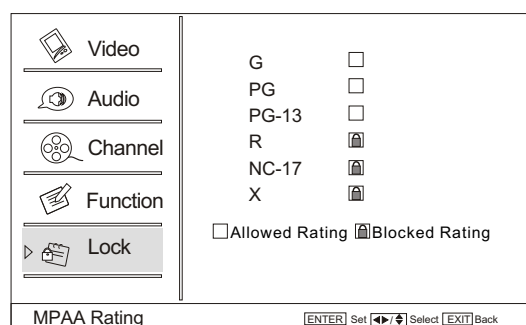 Video
Audio
Channel
Function
Lock
G
PG
PG-13
R
NC-17
X
Allowed Rating Blocked Rating
MPAA Rating
ENTER Set / Select EXIT Back